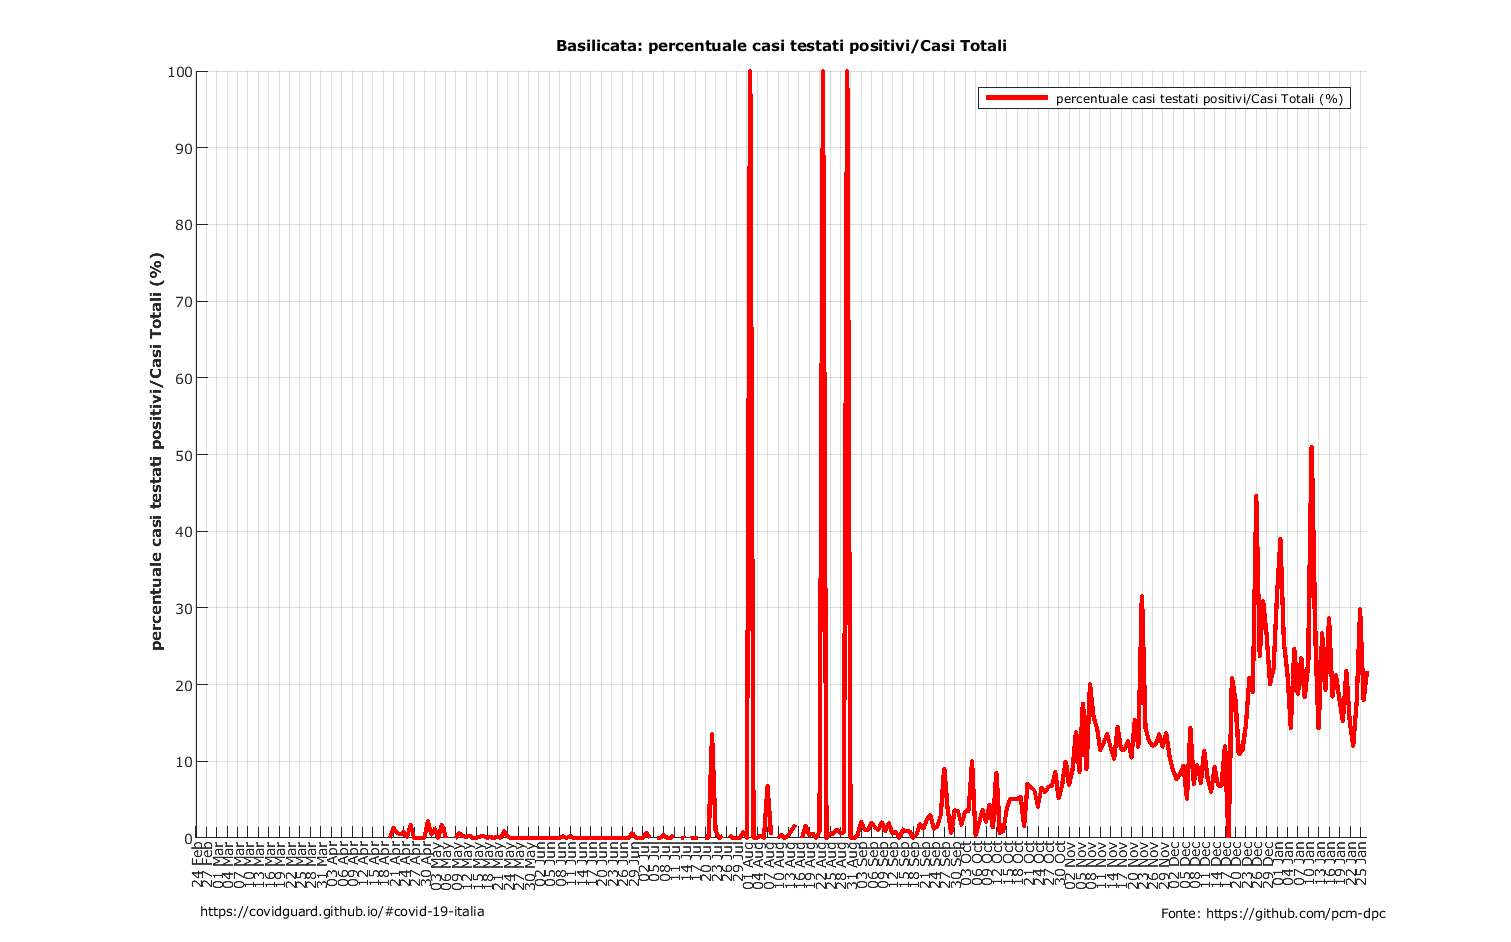 Basilicata: percentuale casi testati positivi/Casi Totali
percentuale casi testati positivi/Casi Totali (%)
percentuale casi testati positivi/Casi Totali (%)
100
90
80
70
60
50
40
30
20
10
0
24 Feb
27 Feb
01 Mar
04 Mar
07 Mar
10 Mar
13 Mar
16 Mar
19 Mar
22 Mar
25 Mar
28 Mar
31 Mar
03 Apr
06 Apr
09 Apr
12 Apr
15 Apr
18 Apr
21 Apr
24 Apr
27 Apr
30 Apr
03 May
06 May
09 May
12 May
15 May
18 May
21 May
24 May
27 May
30 May
02 Jun
05 Jun
08 Jun
11 Jun
14 Jun
17 Jun
20 Jun
23 Jun
26 Jun
29 Jun
02 Jul
05 Jul
08 Jul
11 Jul
14 Jul
17 Jul
20 Jul
23 Jul
26 Jul
29 Jul
01 Aug
04 Aug
07 Aug
10 Aug
13 Aug
16 Aug
19 Aug
22 Aug
25 Aug
28 Aug
31 Aug
03 Sep
06 Sep
09 Sep
12 Sep
15 Sep
18 Sep
21 Sep
24 Sep
27 Sep
30 Sep
03 Oct
06 Oct
09 Oct
12 Oct
15 Oct
18 Oct
21 Oct
24 Oct
27 Oct
30 Oct
02 Nov
05 Nov
08 Nov
11 Nov
14 Nov
17 Nov
20 Nov
23 Nov
26 Nov
29 Nov
02 Dec
05 Dec
08 Dec
11 Dec
14 Dec
17 Dec
20 Dec
23 Dec
26 Dec
29 Dec
01 Jan
04 Jan
07 Jan
10 Jan
13 Jan
16 Jan
19 Jan
22 Jan
25 Jan
https://covidguard.github.io/#covid-19-italia
Fonte: https://github.com/pcm-dpc